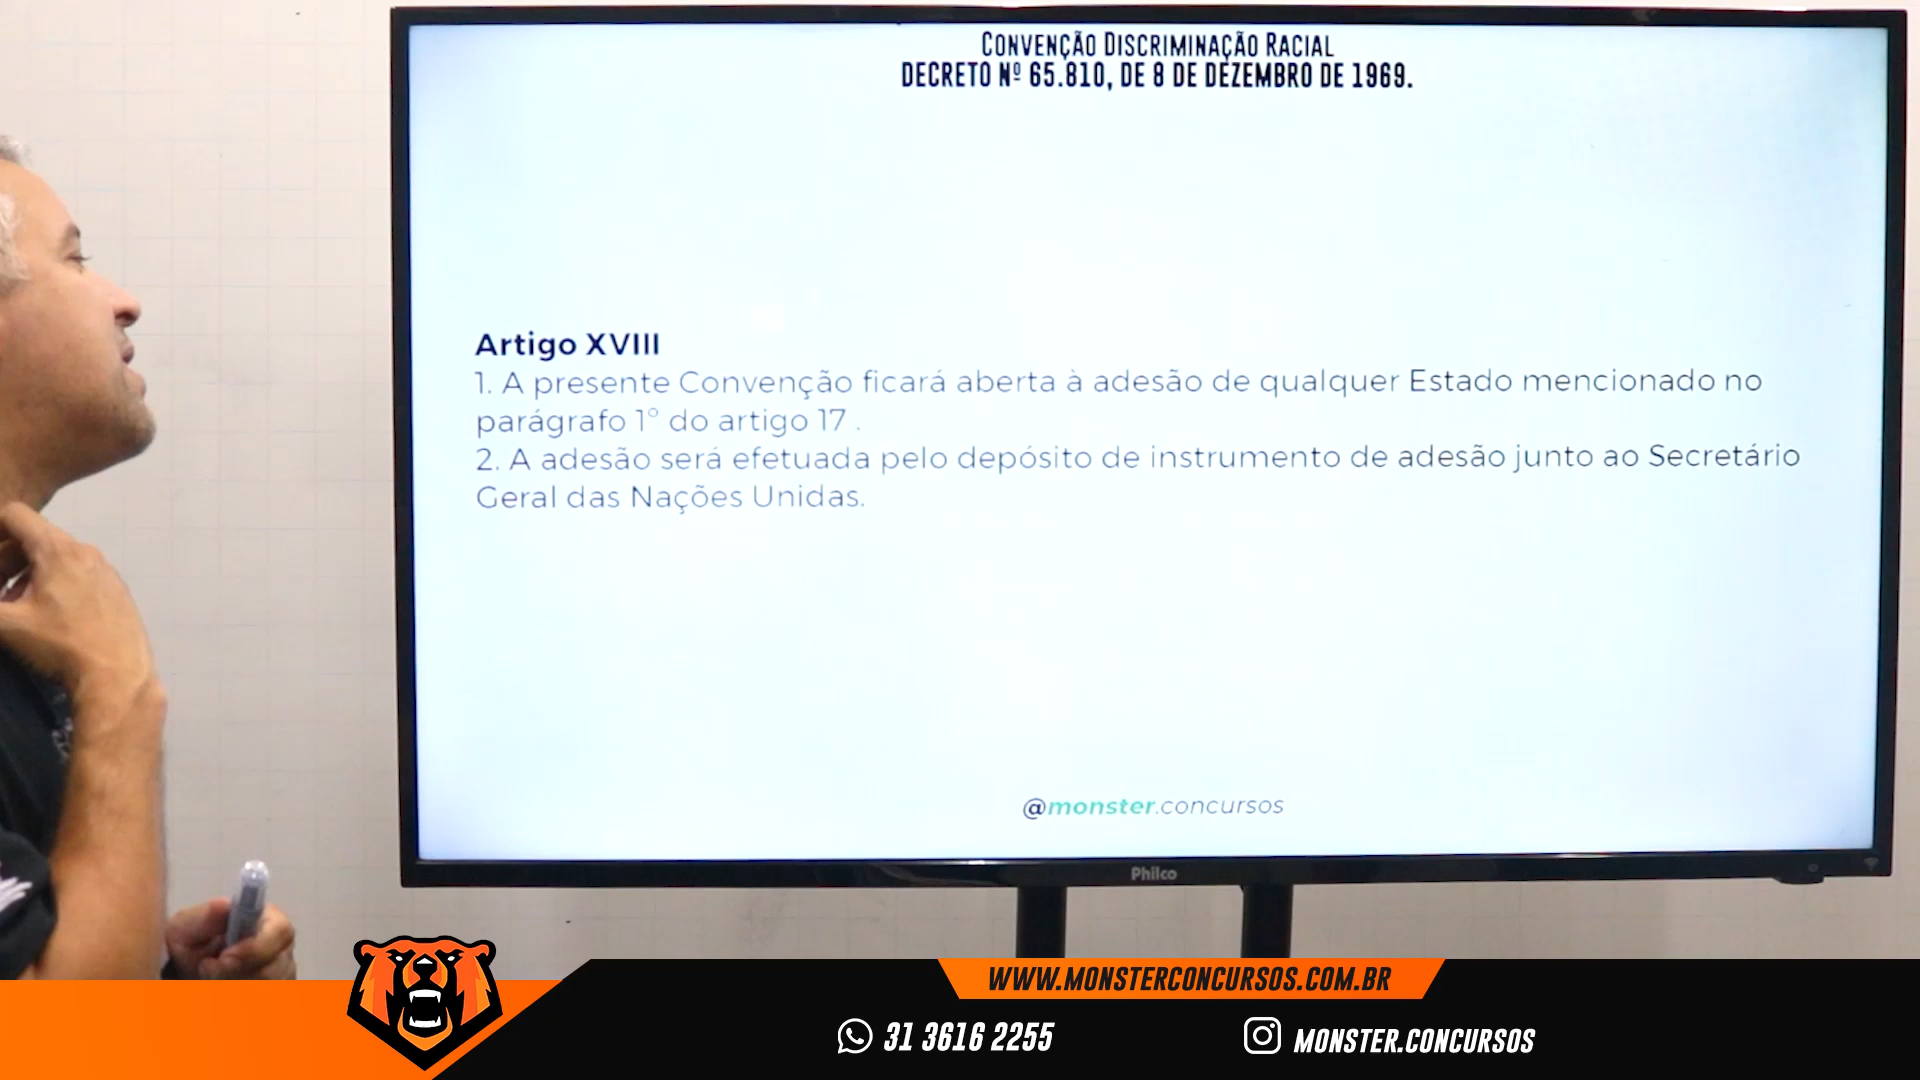 CONVENÇÃO DISCRIMINAÇÃO RACIAL
DECRETO Nº 65.810, DE 8 DE DEZEMBRO DE 1969.
Artigo XVIII
1. A presente Convenção ficará aberta à adesão de qualquer Estado mencionado no
parágrafo 1º do artigo 17 .
2. A adesão será efetuada pelo depósito de instrumento de adesão junto ao Secretário
Geral das Nações Unidas.
@monster.concursos
Philco
WWW.MONSTERCONCURSOS.COM.BR
31 3616 2255
MONSTER.CONCURSOS